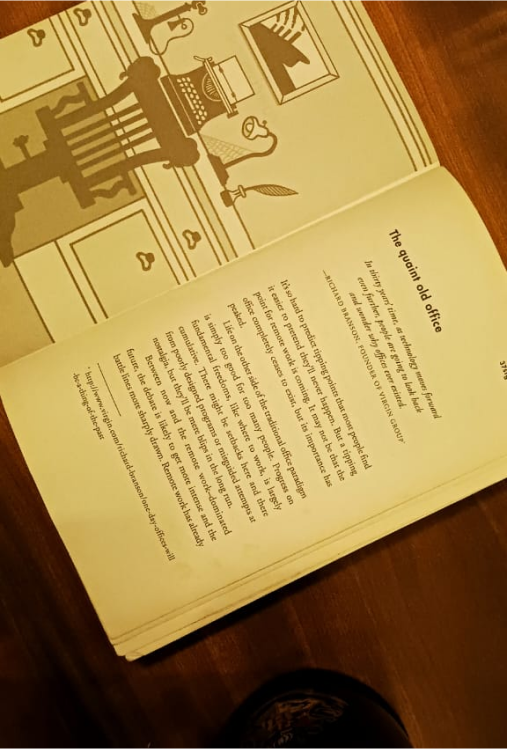 The quaint old office
In thirty years' time, as technology moves forward
even further, people are going to look back
and wonder why offices ever existed.
—RICHARD BRANSON, FOUNDER OF VIRGIN GROUP*
It's so hard to predict tipping points that most people find
it easier to pretend they'll never happen. But a tipping
point for remote work is coming. It may not be that the
office completely ceases to exist, but its importance has
peaked.
Life on the other side of the traditional office paradigm
is simply too good for too many people. Progress on
fundamental freedoms, like where to work, is largely
cumulative. There might be setbacks here and there
from poorly designed programs or misguided attempts at
nostalgia, but they'll be mere blips in the long run.
Between now and the remote work–dominated
future, the debate is likely to get more intense and the
battle lines more sharply drawn. Remote work has already
* http://www.virgin.com/richard-branson/one-day-offices-will
-be-a-thing-of-the-past